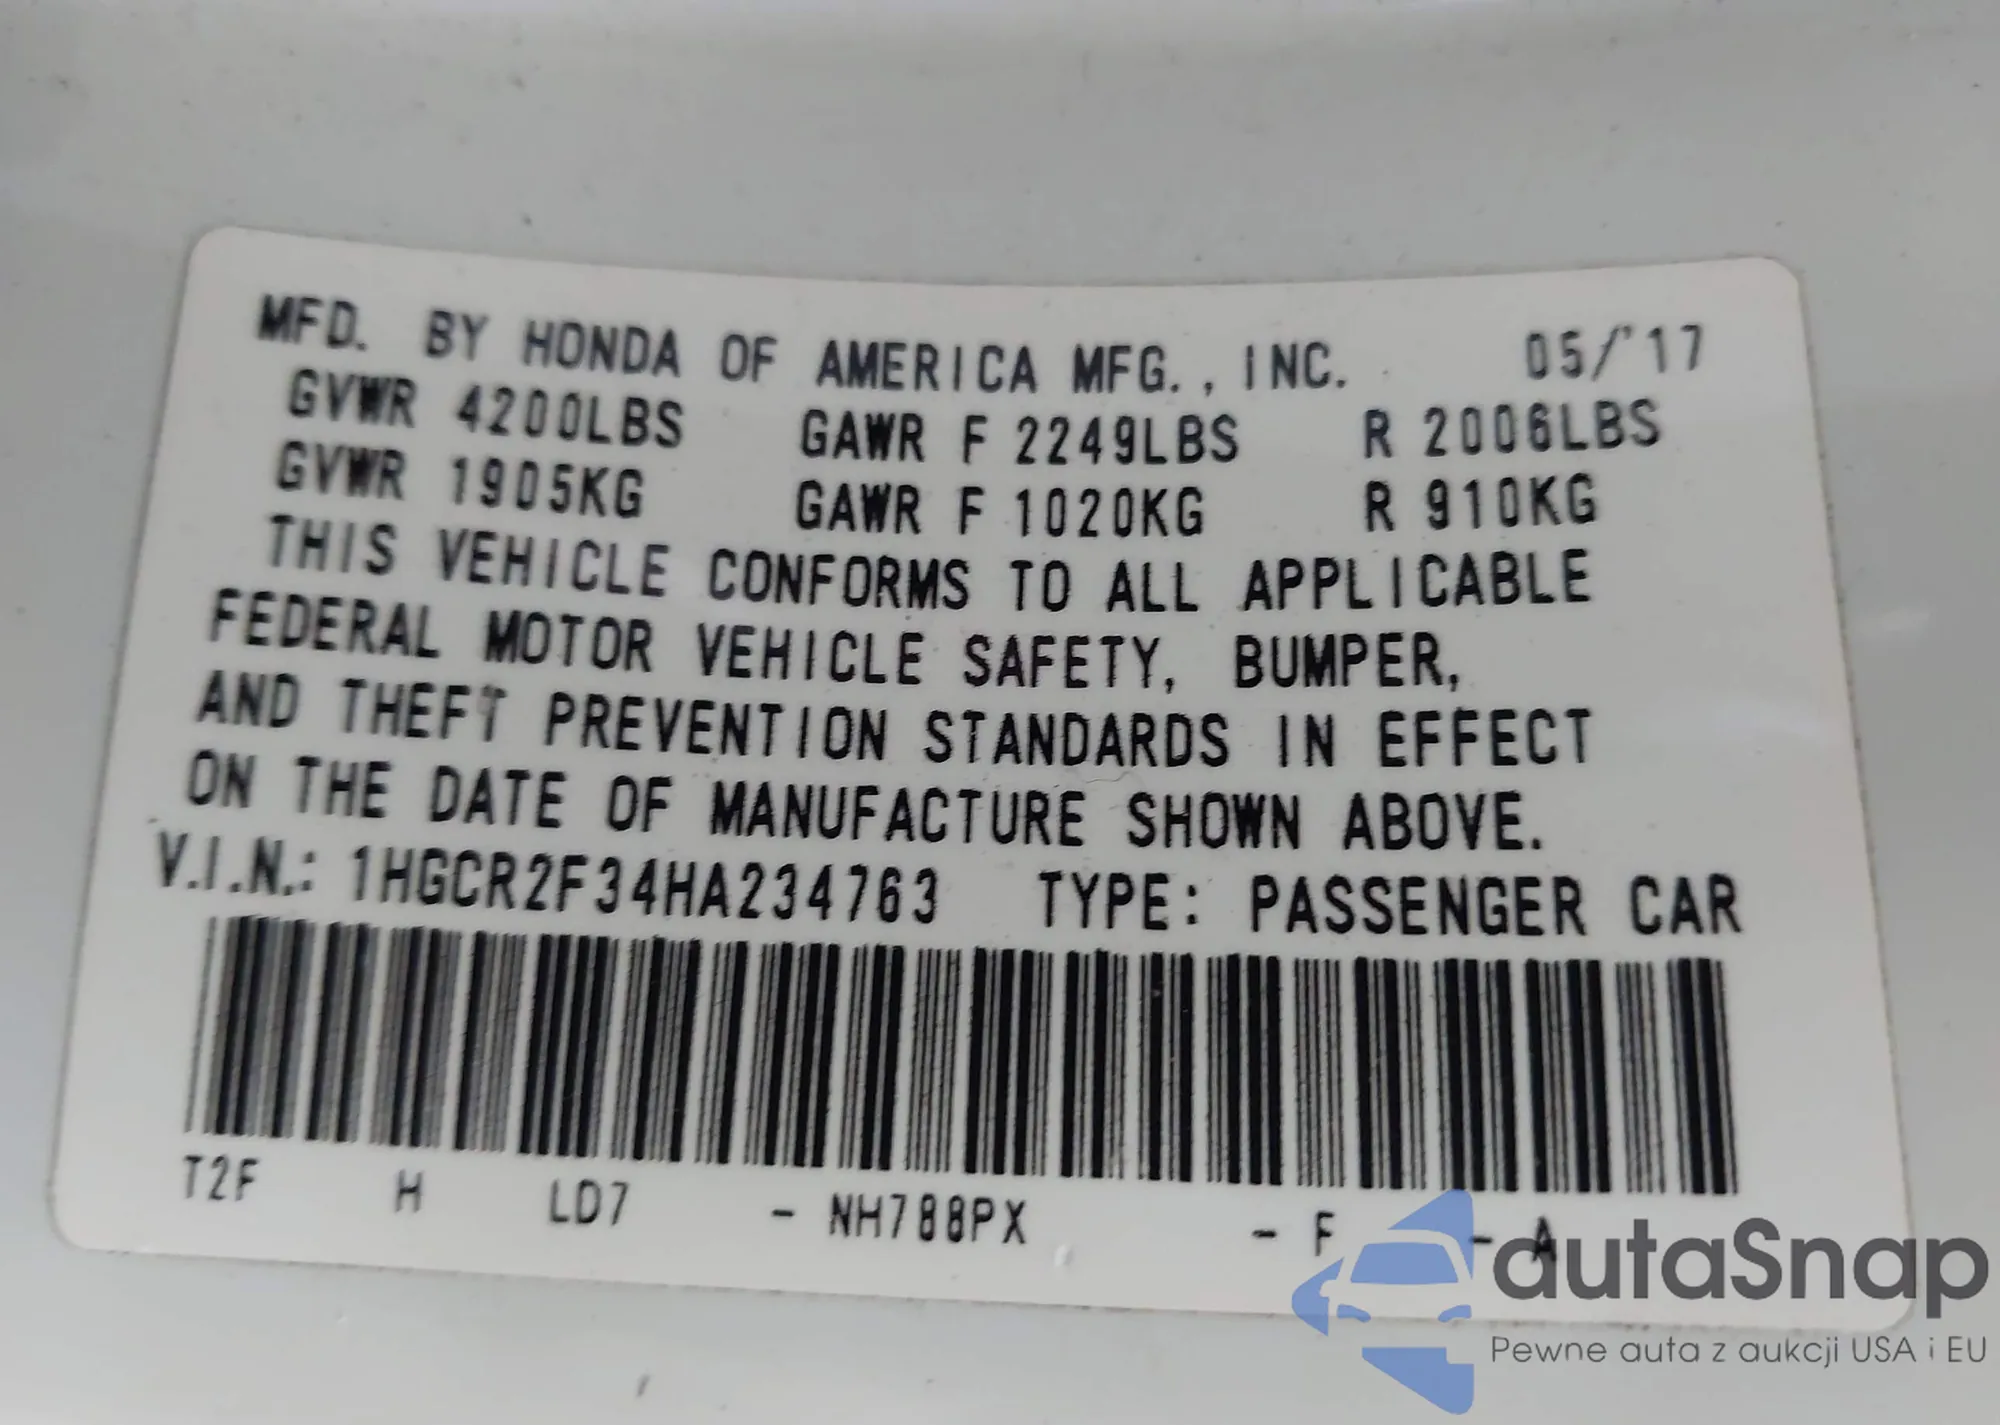 MFD. BY HONDA OF AMERICA MFG., INC. 05/'17
GVWR 4200LBS GAWR F 2249LBS R 2006LBS
GVWR 1905KG GAWR F 1020KG R 910KG
THIS VEHICLE CONFORMS TO ALL APPLICABLE
FEDERAL MOTOR VEHICLE SAFETY, BUMPER,
AND THEFT PREVENTION STANDARDS IN EFFECT
ON THE DATE OF MANUFACTURE SHOWN ABOVE.
V.I.N.: 1HGCR2F34HA234763 TYPE: PASSENGER CAR
T2F H LD7 - NH788PX - F - A
autaSnap
Pewne auta z aukcji USA i EU